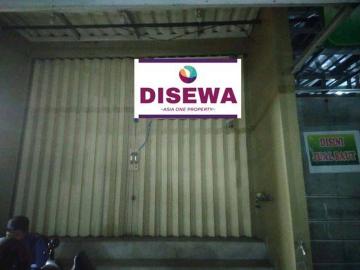 DISEWA
-ASIA ONE PROPERTY-
DISINI
JUAL BAUT